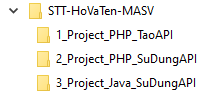 STT-HoVaTen-MASV
1_Project_PHP_TaoAPI
2_Project_PHP_SuDungAPI
3_Project_Java_SuDungAPI